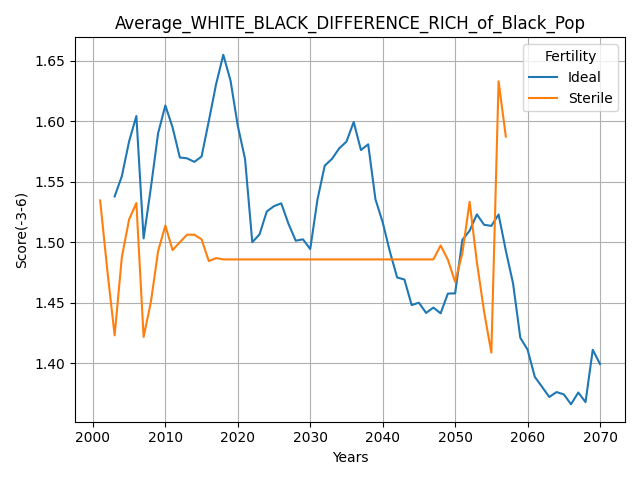 Average_WHITE_BLACK_DIFFERENCE_RICH_of_Black_Pop
Fertility
Ideal
Sterile
Score(-3-6)
1.65
1.60
1.55
1.50
1.45
1.40
2000 2010 2020 2030 2040 2050 2060 2070
Years